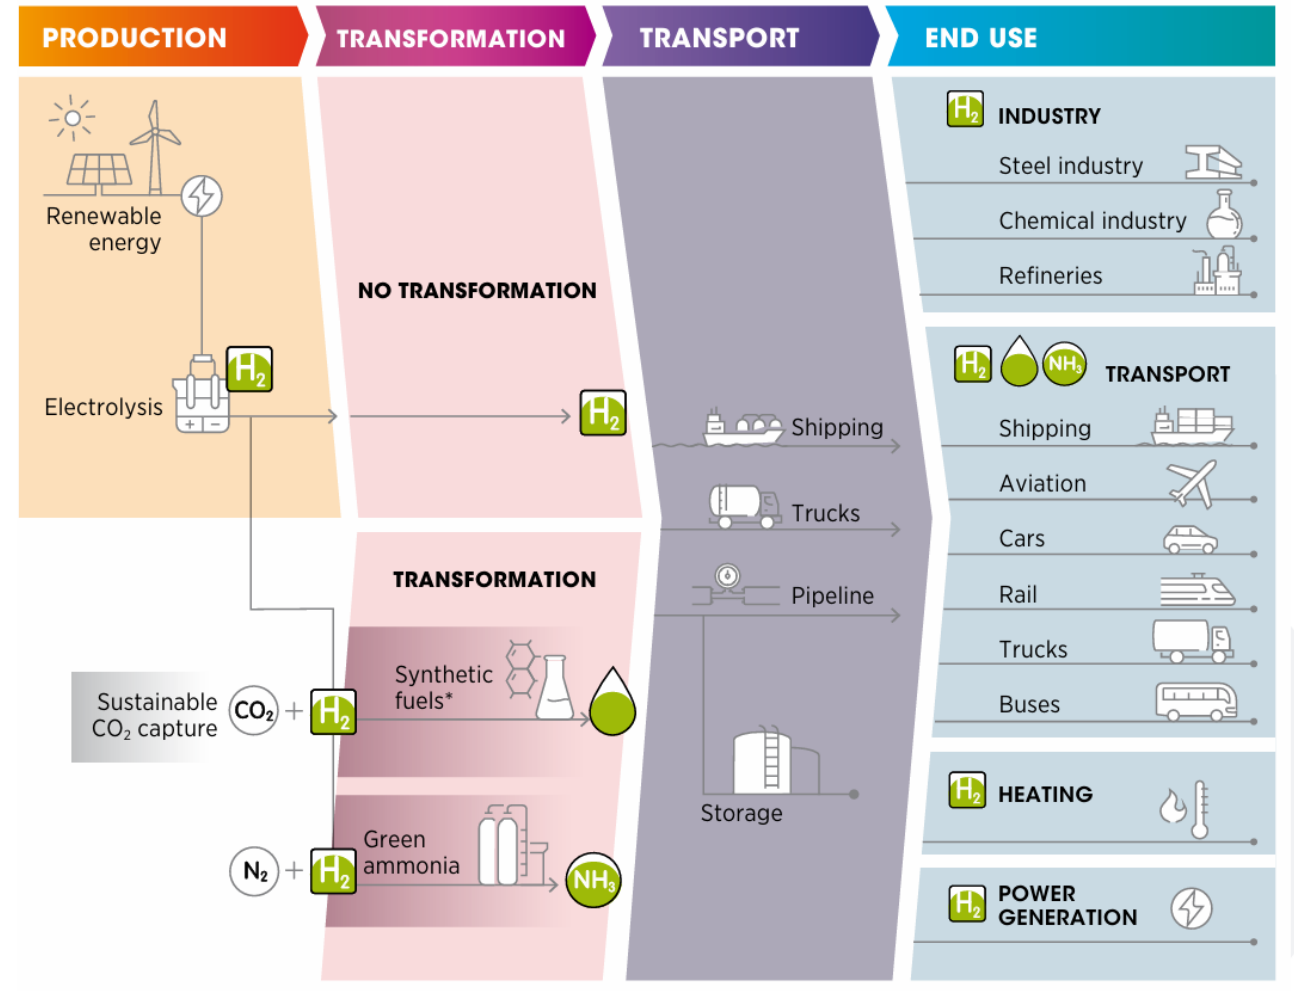 PRODUCTION
TRANSFORMATION
TRANSPORT
END USE
Renewable
energy
Electrolysis
H₂
NO TRANSFORMATION
H₂
TRANSFORMATION
Sustainable
CO₂ capture
CO₂ + H₂
Synthetic
fuels*
N₂ + H₂
Green
ammonia
NH₃
Shipping
Trucks
Pipeline
Storage
H₂ INDUSTRY
Steel industry
Chemical industry
Refineries
H₂ NH₃ TRANSPORT
Shipping
Aviation
Cars
Rail
Trucks
Buses
H₂ HEATING
H₂ POWER
GENERATION